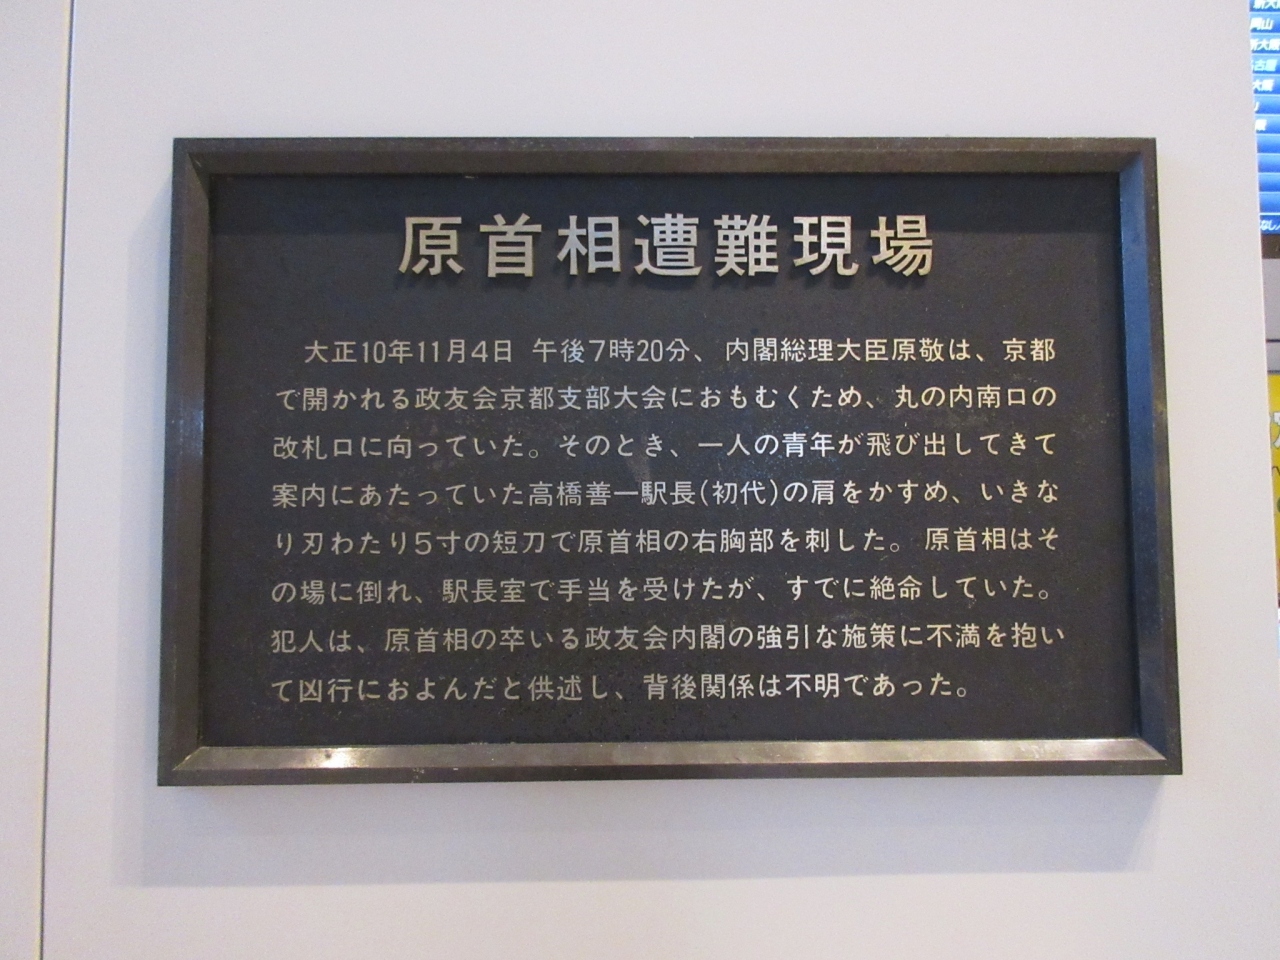 原首相遭難現場
大正10年11月4日 午後7時20分、内閣総理大臣原敬は、京都
で開かれる政友会京都支部大会におもむくため、丸の内南口の
改札口に向っていた。そのとき、一人の青年が飛び出してきて
案内にあたっていた高橋善一駅長(初代)の肩をかすめ、いきな
り刃わたり5寸の短刀で原首相の右胸部を刺した。原首相はそ
の場に倒れ、駅長室で手当を受けたが、すでに絶命していた。
犯人は、原首相の卒いる政友会内閣の強引な施策に不満を抱い
て凶行におよんだと供述し、背後関係は不明であった。
岡山
新大阪